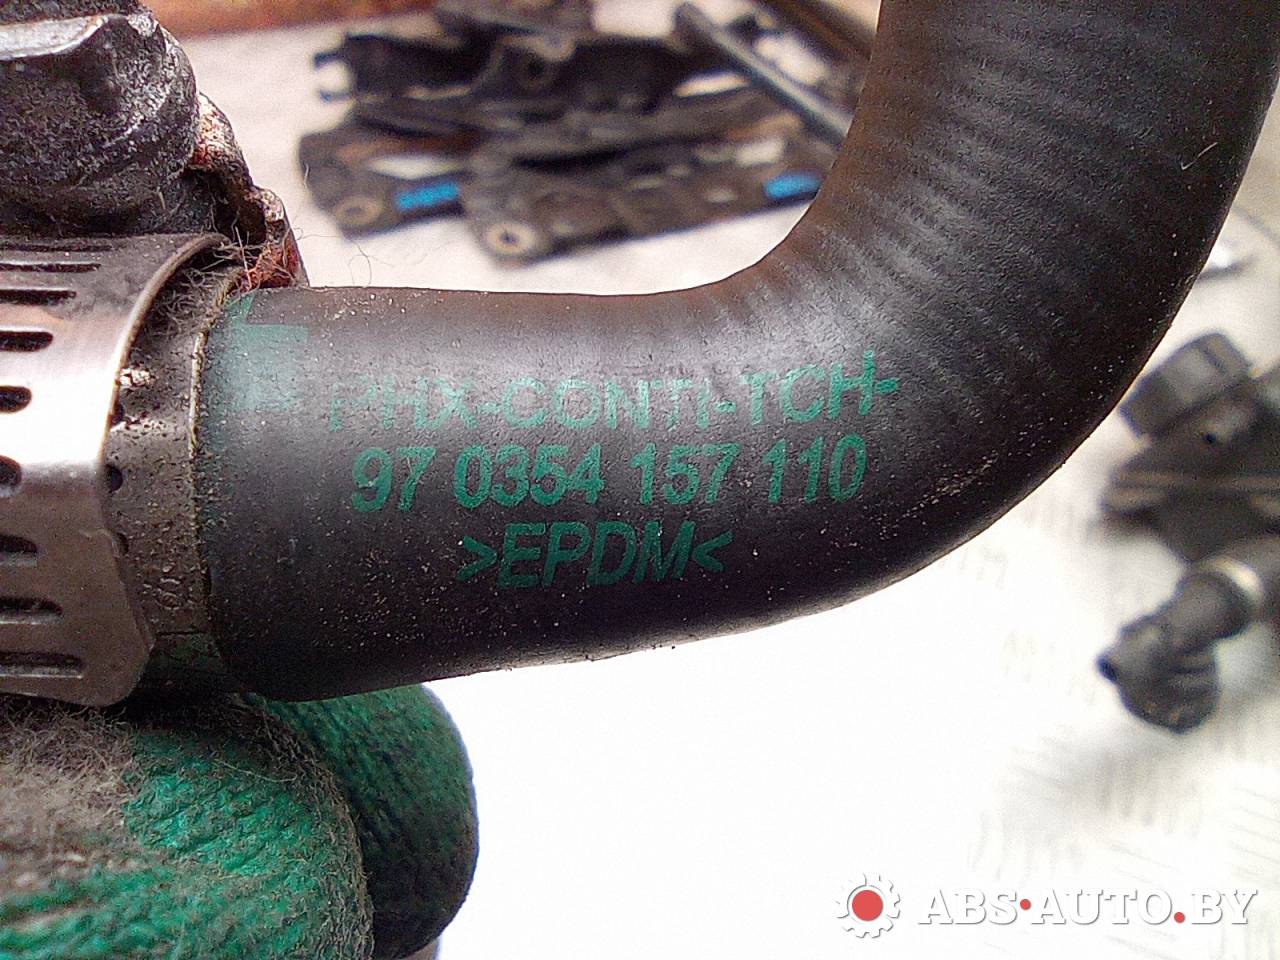 PHX-CONTI-TCH-
97 0354 157 110
>EPDM<
ABS•AUTO.BY